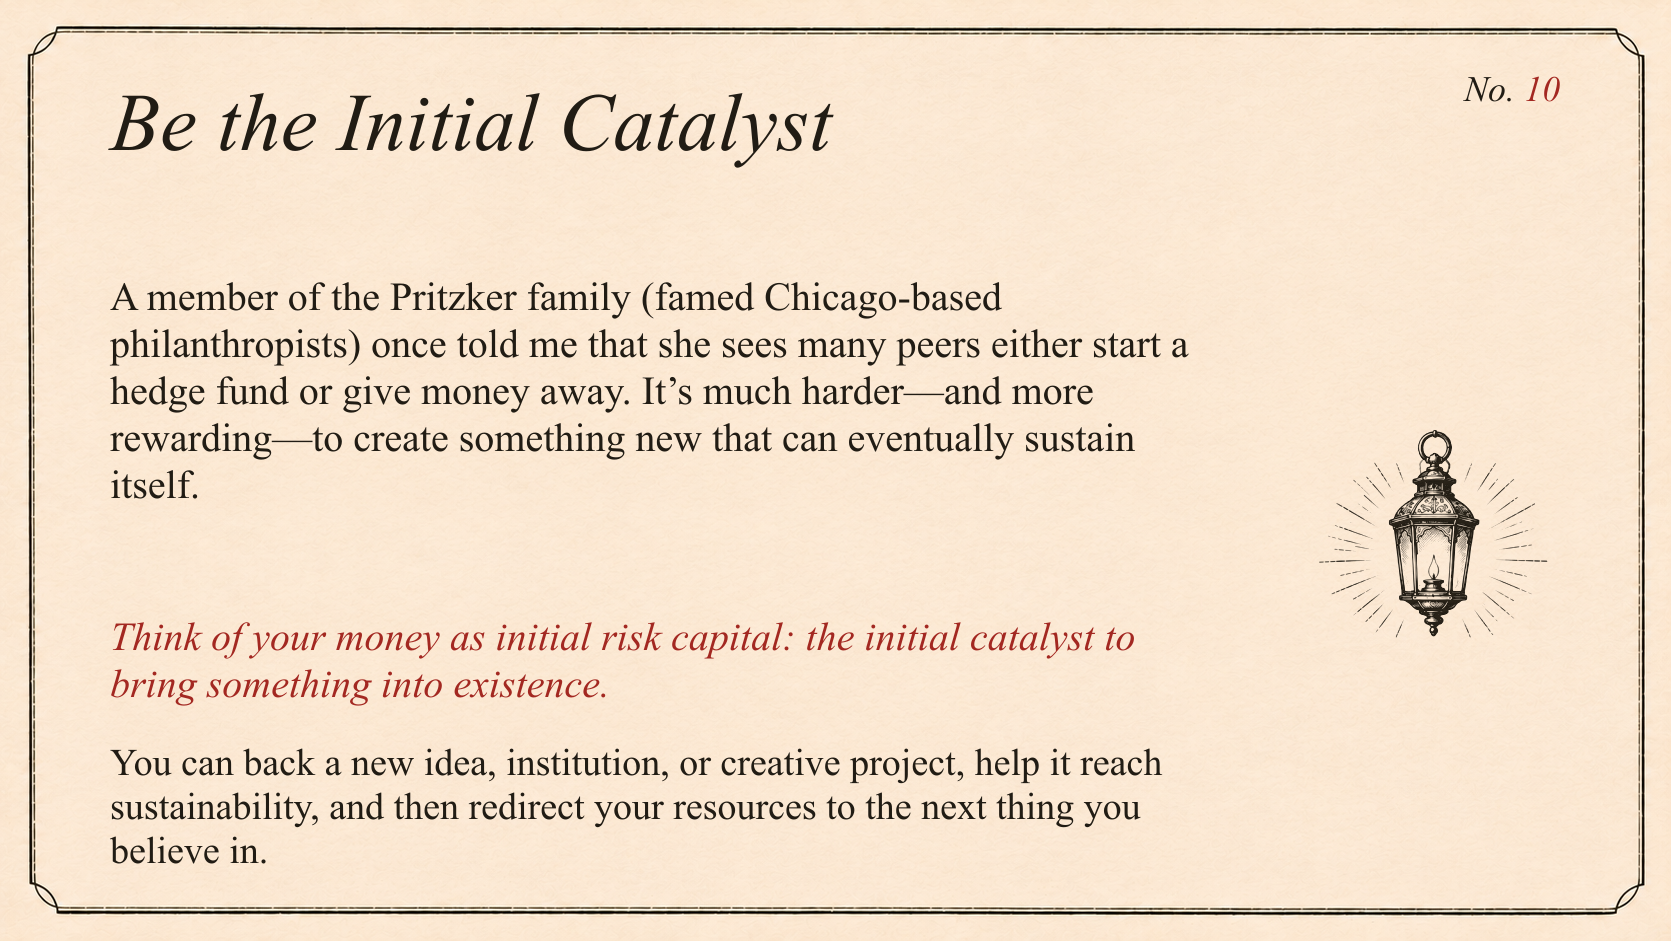 No. 10
Be the Initial Catalyst
A member of the Pritzker family (famed Chicago-based
philanthropists) once told me that she sees many peers either start a
hedge fund or give money away. It’s much harder—and more
rewarding—to create something new that can eventually sustain
itself.
Think of your money as initial risk capital: the initial catalyst to
bring something into existence.
You can back a new idea, institution, or creative project, help it reach
sustainability, and then redirect your resources to the next thing you
believe in.